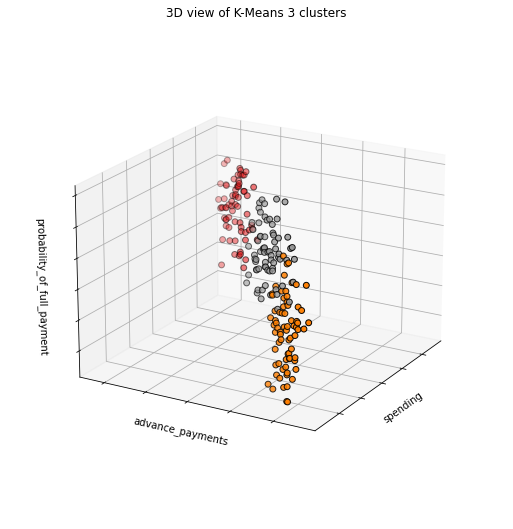 3D view of K-Means 3 clusters
probability_of_full_payment
advance_payments
spending